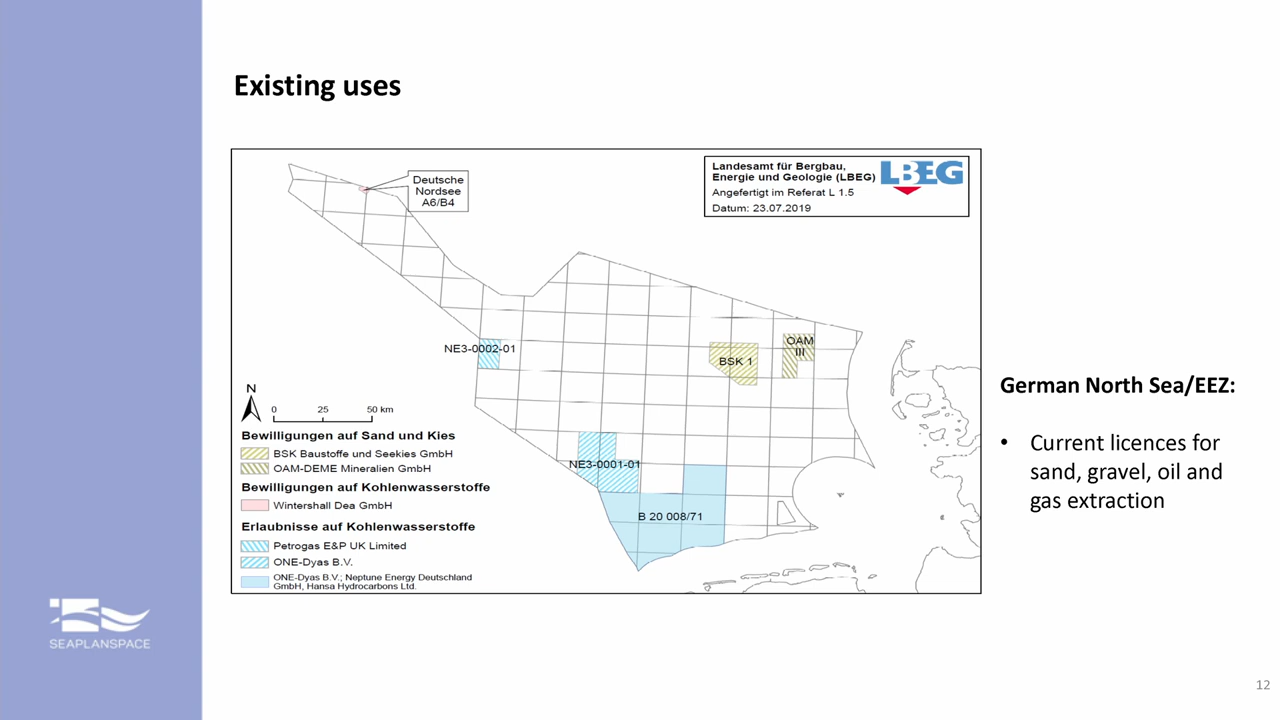 Existing uses
Deutsche
Nordsee
A6/B4
Landesamt für Bergbau,
Energie und Geologie (LBEG)
Angefertigt im Referat L 1.5
Datum: 23.07.2019
LBEG
NE3-0002-01
BSK 1
OAM
III
NE3-0001-01
B 20 008/71
N
0 25 50 km
Bewilligungen auf Sand und Kies
BSK Baustoffe und Seekies GmbH
OAM-DEME Mineralien GmbH
Bewilligungen auf Kohlenwasserstoffe
Wintershall Dea GmbH
Erlaubnisse auf Kohlenwasserstoffe
Petrogas E&P UK Limited
ONE-Dyas B.V.
ONE-Dyas B.V.; Neptune Energy Deutschland
GmbH, Hansa Hydrocarbons Ltd.
German North Sea/EEZ:
• Current licences for
sand, gravel, oil and
gas extraction
SEAPLANSPACE
12